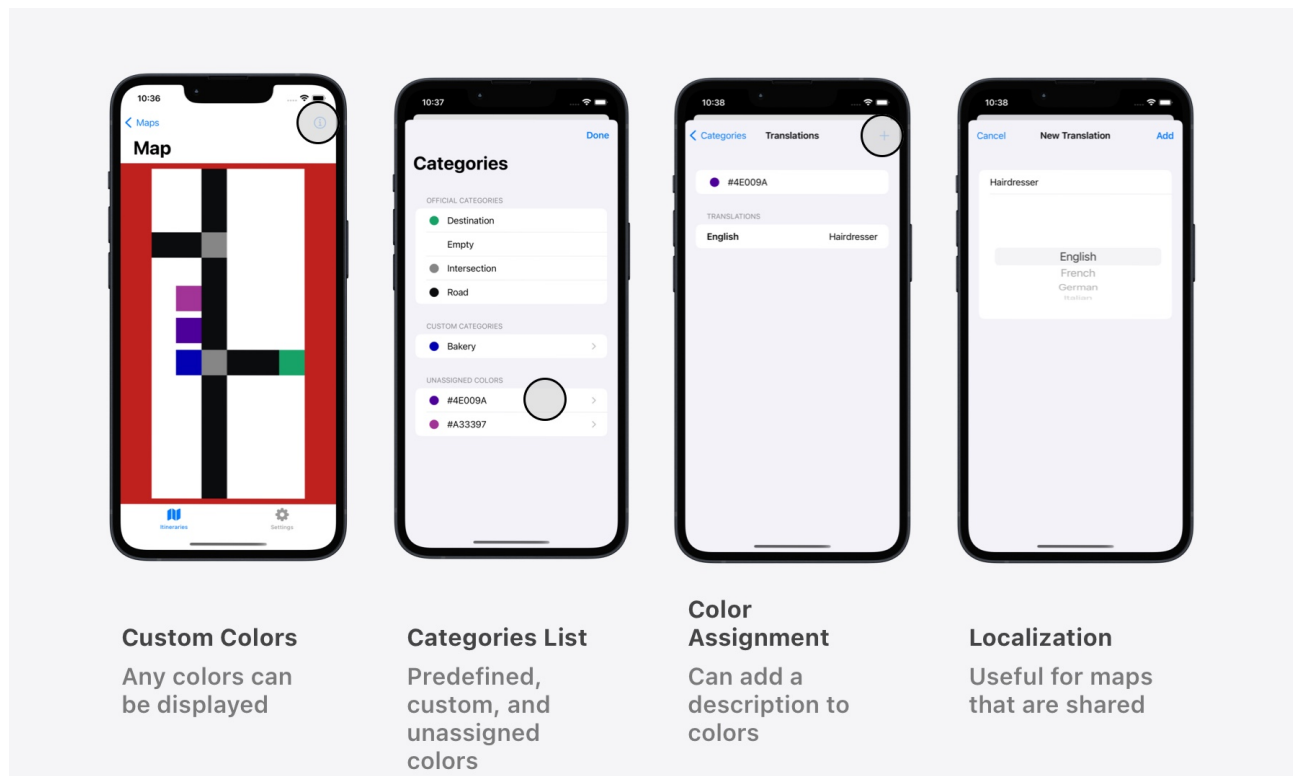 10:36
Maps
Map
Itineraries
Settings
Custom Colors
Any colors can
be displayed
10:37
Done
Categories
OFFICIAL CATEGORIES
Destination
Empty
Intersection
Road
CUSTOM CATEGORIES
Bakery
UNASSIGNED COLORS
#4E009A
#A33397
Categories List
Predefined,
custom, and
unassigned
colors
10:38
Categories Translations
#4E009A
TRANSLATIONS
English Hairdresser
Color
Assignment
Can add a
description to
colors
10:38
Cancel New Translation Add
Hairdresser
English
French
German
Italian
Localization
Useful for maps
that are shared